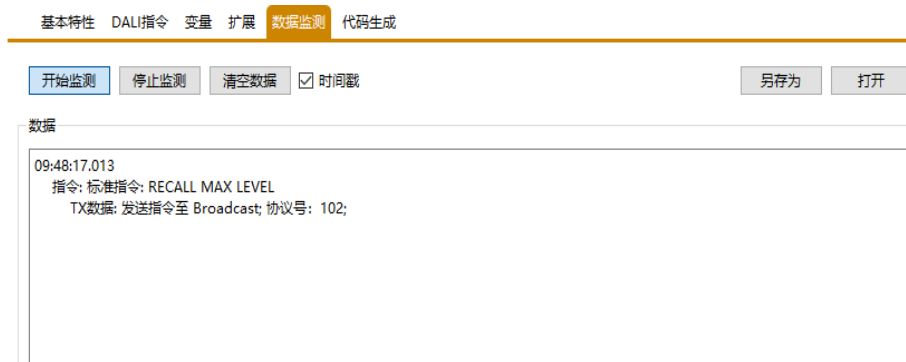 基本特性 DALI指令 变量 扩展 数据监测 代码生成
开始监测 停止监测 清空数据 时间戳 另存为 打开
数据
09:48:17.013
指令: 标准指令: RECALL MAX LEVEL
TX数据: 发送指令至 Broadcast; 协议号：102;